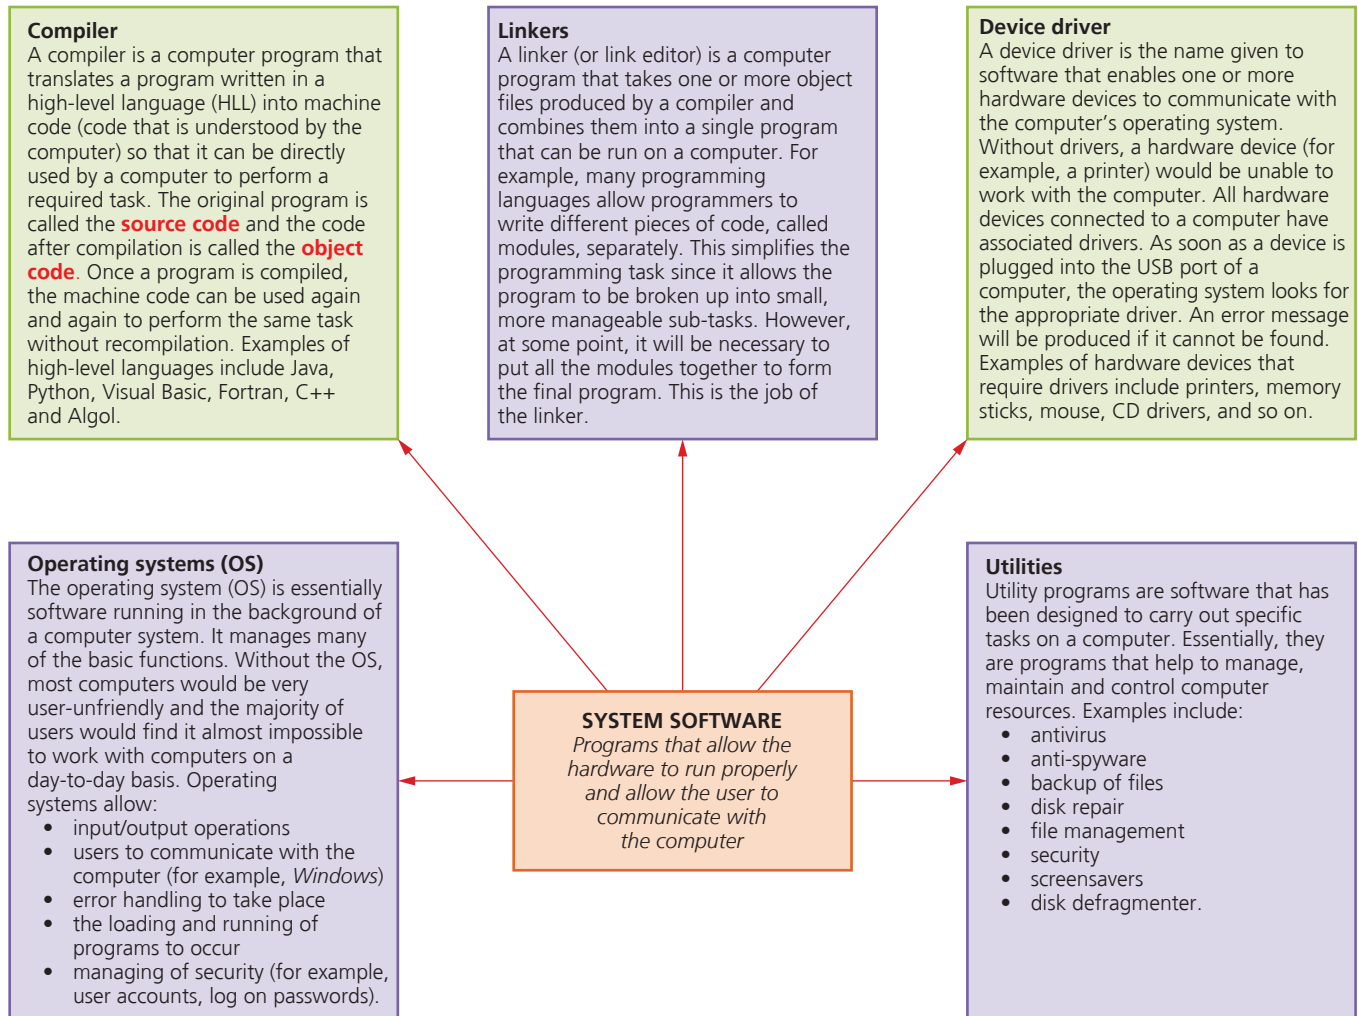 Compiler
A compiler is a computer program that
translates a program written in a
high-level language (HLL) into machine
code (code that is understood by the
computer) so that it can be directly
used by a computer to perform a
required task. The original program is
called the source code and the code
after compilation is called the object
code. Once a program is compiled,
the machine code can be used again
and again to perform the same task
without recompilation. Examples of
high-level languages include Java,
Python, Visual Basic, Fortran, C++
and Algol.
Linkers
A linker (or link editor) is a computer
program that takes one or more object
files produced by a compiler and
combines them into a single program
that can be run on a computer. For
example, many programming
languages allow programmers to
write different pieces of code, called
modules, separately. This simplifies the
programming task since it allows the
program to be broken up into small,
more manageable sub-tasks. However,
at some point, it will be necessary to
put all the modules together to form
the final program. This is the job of
the linker.
Device driver
A device driver is the name given to
software that enables one or more
hardware devices to communicate with
the computer's operating system.
Without drivers, a hardware device (for
example, a printer) would be unable to
work with the computer. All hardware
devices connected to a computer have
associated drivers. As soon as a device is
plugged into the USB port of a
computer, the operating system looks for
the appropriate driver. An error message
will be produced if it cannot be found.
Examples of hardware devices that
require drivers include printers, memory
sticks, mouse, CD drivers, and so on.
Operating systems (OS)
The operating system (OS) is essentially
software running in the background of
a computer system. It manages many
of the basic functions. Without the OS,
most computers would be very
user-unfriendly and the majority of
users would find it almost impossible
to work with computers on a
day-to-day basis. Operating
systems allow:
• input/output operations
• users to communicate with the
computer (for example, Windows)
• error handling to take place
• the loading and running of
programs to occur
• managing of security (for example,
user accounts, log on passwords).
SYSTEM SOFTWARE
Programs that allow the
hardware to run properly
and allow the user to
communicate with
the computer
Utilities
Utility programs are software that has
been designed to carry out specific
tasks on a computer. Essentially, they
are programs that help to manage,
maintain and control computer
resources. Examples include:
• antivirus
• anti-spyware
• backup of files
• disk repair
• file management
• security
• screensavers
• disk defragmenter.